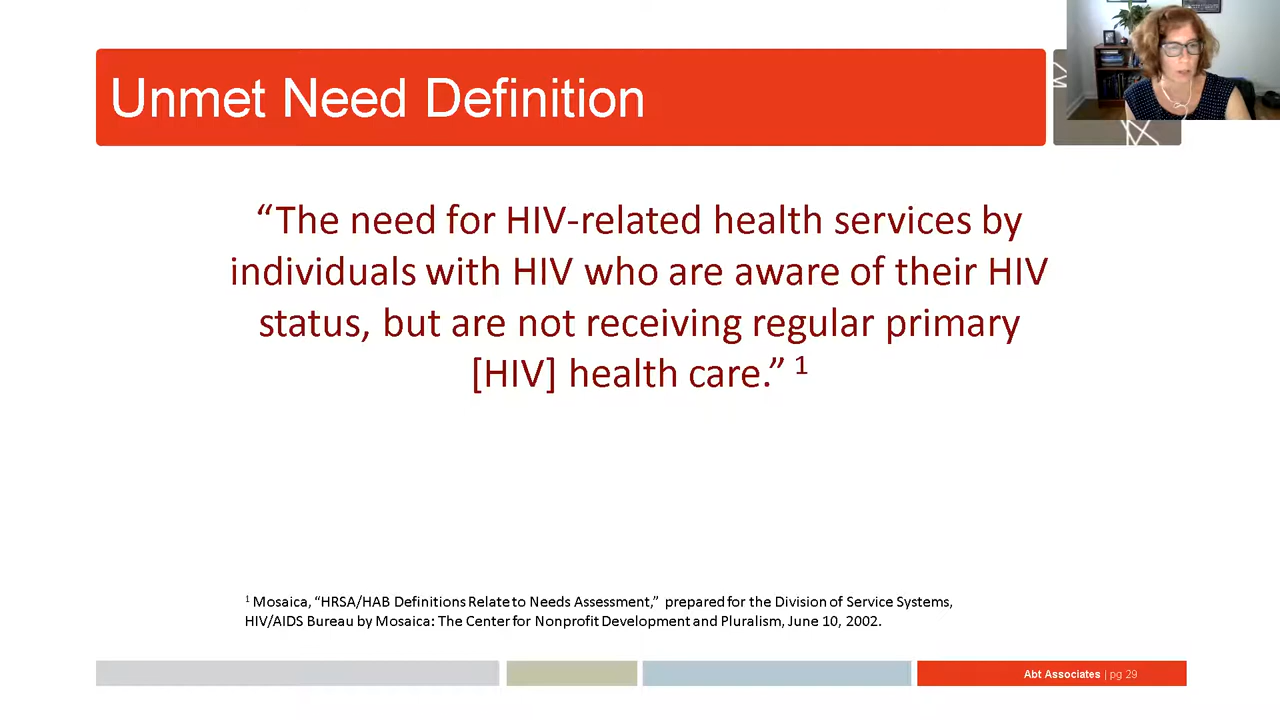 Unmet Need Definition
“The need for HIV-related health services by
individuals with HIV who are aware of their HIV
status, but are not receiving regular primary
[HIV] health care.” 1
1 Mosaica, “HRSA/HAB Definitions Relate to Needs Assessment,” prepared for the Division of Service Systems,
HIV/AIDS Bureau by Mosaica: The Center for Nonprofit Development and Pluralism, June 10, 2002.
Abt Associates | pg 29